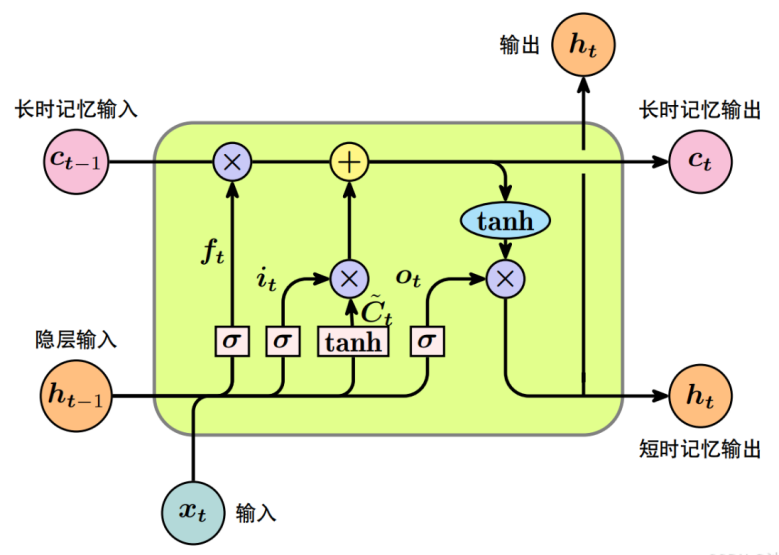 输出
h_t
长时记忆输入
长时记忆输出
c_{t-1}
×
+
c_t
tanh
f_t
i_t
×
o_t
×
C̃_t
隐层输入
σ
σ
tanh
σ
h_{t-1}
h_t
短时记忆输出
x_t
输入